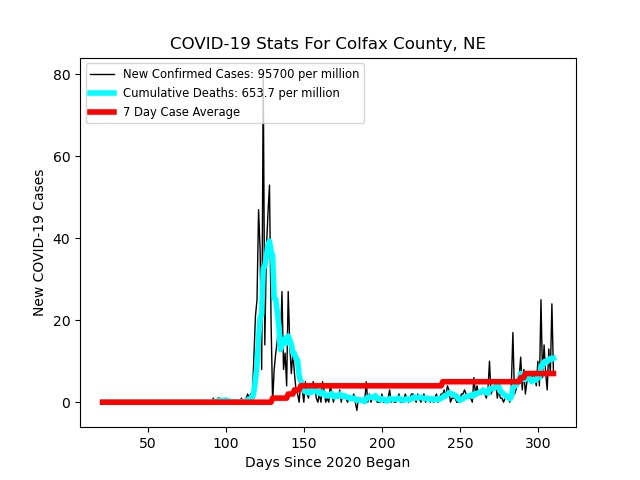 COVID-19 Stats For Colfax County, NE
New Confirmed Cases: 95700 per million
Cumulative Deaths: 653.7 per million
7 Day Case Average
New COVID-19 Cases
80
60
40
20
0
50 100 150 200 250 300
Days Since 2020 Began